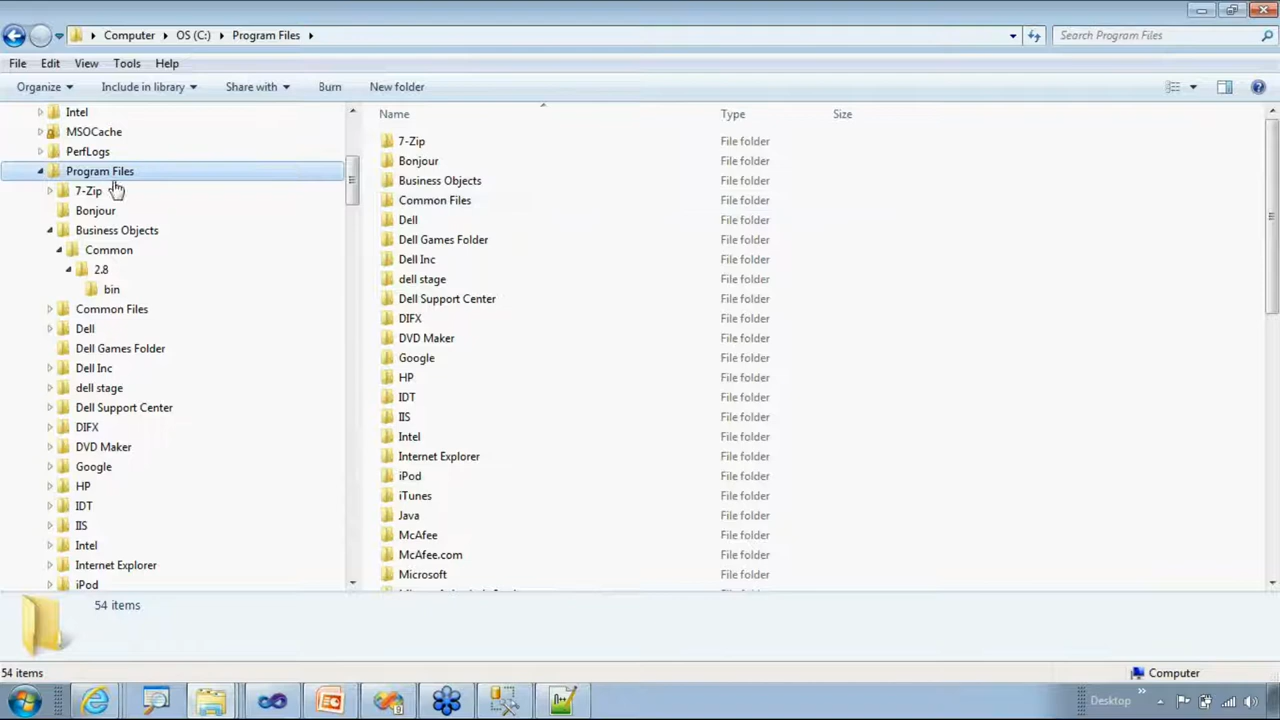 Computer OS (C:) Program Files Search Program Files
File Edit View Tools Help
Organize Include in library Share with Burn New folder
Intel
MSOCache
PerfLogs
Program Files
7-Zip
Bonjour
Business Objects
Common
2.8
bin
Common Files
Dell
Dell Games Folder
Dell Inc
dell stage
Dell Support Center
DIFX
DVD Maker
Google
HP
IDT
IIS
Intel
Internet Explorer
iPod
Name Type Size
7-Zip File folder
Bonjour File folder
Business Objects File folder
Common Files File folder
Dell File folder
Dell Games Folder File folder
Dell Inc File folder
dell stage File folder
Dell Support Center File folder
DIFX File folder
DVD Maker File folder
Google File folder
HP File folder
IDT File folder
IIS File folder
Intel File folder
Internet Explorer File folder
iPod File folder
iTunes File folder
Java File folder
McAfee File folder
McAfee.com File folder
Microsoft File folder
54 items
54 items Computer
Desktop